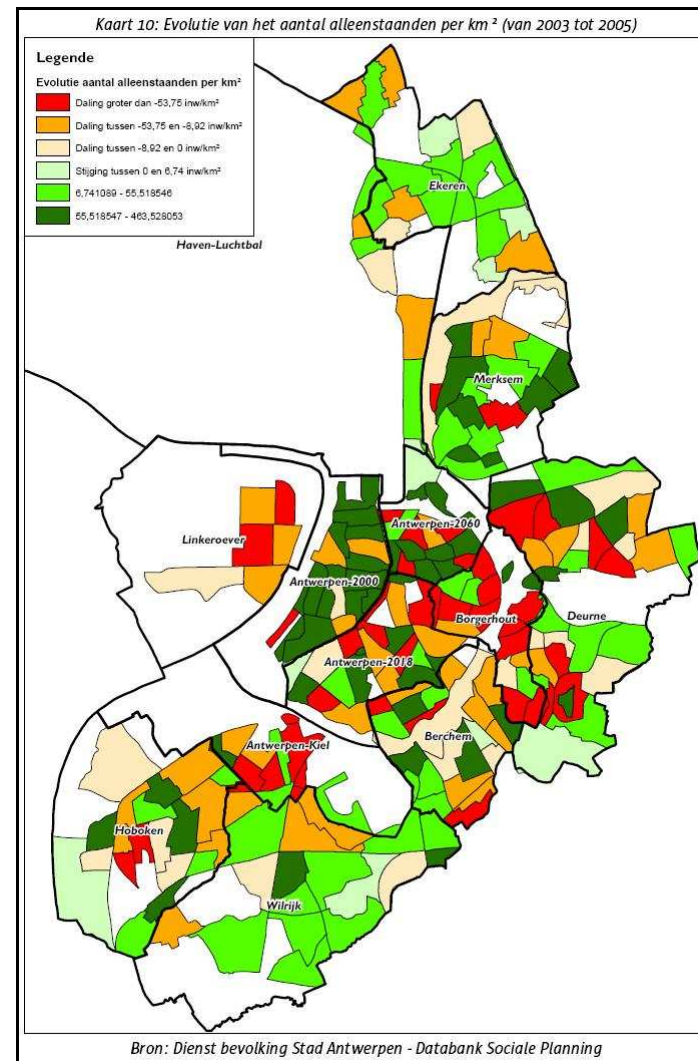 Kaart 10: Evolutie van het aantal alleenstaanden per km² (van 2003 tot 2005)
Legende
Evolutie aantal alleenstaanden per km²
Daling groter dan -53,75 inw/km²
Daling tussen -53,75 en -8,92 inw/km²
Daling tussen -8,92 en 0 inw/km²
Stijging tussen 0 en 6,74 inw/km²
6,741089 - 55,518546
55,518547 - 463,528053
Ekeren
Haven-Luchtbal
Merksem
Antwerpen-2060
Linkeroever
Antwerpen-2000
Borgerhout
Deurne
Antwerpen-2018
Berchem
Antwerpen-Kiel
Hoboken
Wilrijk
Bron: Dienst bevolking Stad Antwerpen - Databank Sociale Planning